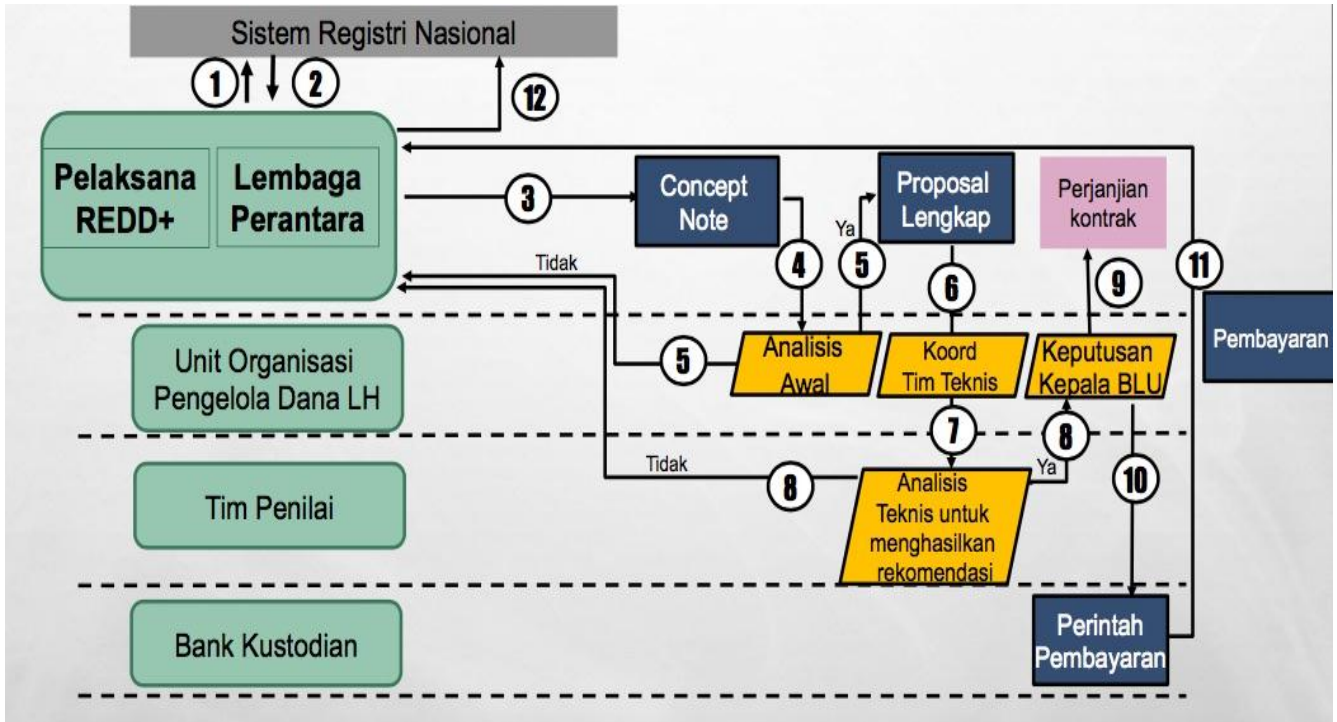 Sistem Registri Nasional
1
2
12
Pelaksana
REDD+
Lembaga
Perantara
3
Concept
Note
Proposal
Lengkap
Perjanjian
kontrak
Ya
4
5
6
9
11
Tidak
Pembayaran
Unit Organisasi
Pengelola Dana LH
5
Analisis
Awal
Koord
Tim Teknis
Keputusan
Kepala BLU
7
8
10
Tidak
Ya
Tim Penilai
8
Analisis
Teknis untuk
menghasilkan
rekomendasi
Bank Kustodian
Perintah
Pembayaran